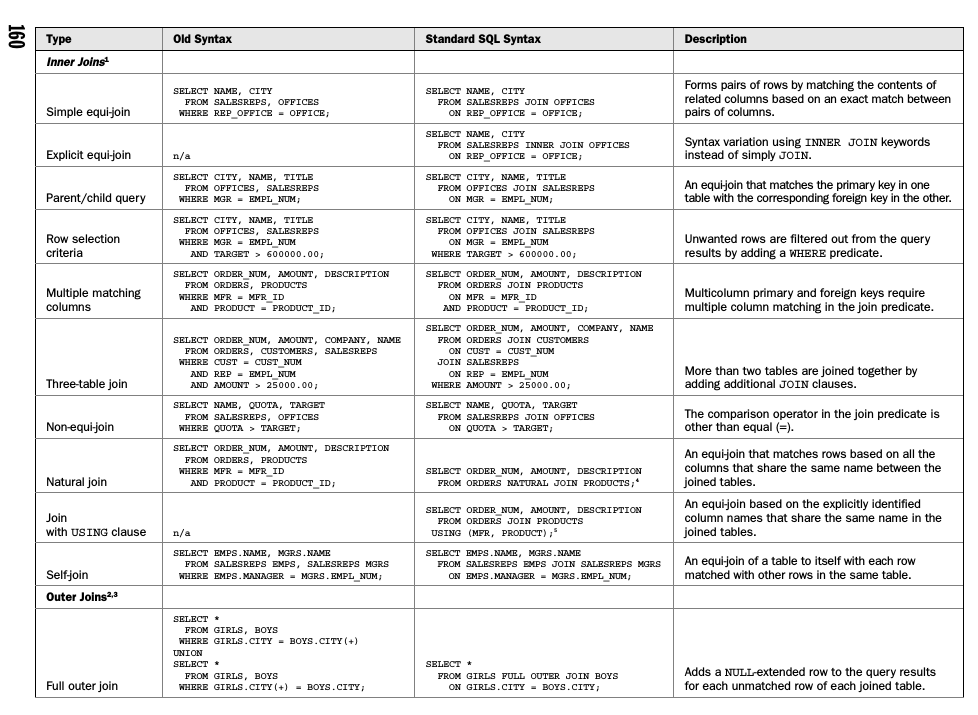 160
Type Old Syntax Standard SQL Syntax Description
Inner Joins¹
Simple equi-join
SELECT NAME, CITY
FROM SALESREPS, OFFICES
WHERE REP_OFFICE = OFFICE;
SELECT NAME, CITY
FROM SALESREPS JOIN OFFICES
ON REP_OFFICE = OFFICE;
Forms pairs of rows by matching the contents of
related columns based on an exact match between
pairs of columns.
Explicit equi-join
n/a
SELECT NAME, CITY
FROM SALESREPS INNER JOIN OFFICES
ON REP_OFFICE = OFFICE;
Syntax variation using INNER JOIN keywords
instead of simply JOIN.
Parent/child query
SELECT CITY, NAME, TITLE
FROM OFFICES, SALESREPS
WHERE MGR = EMPL_NUM;
SELECT CITY, NAME, TITLE
FROM OFFICES JOIN SALESREPS
ON MGR = EMPL_NUM;
An equi-join that matches the primary key in one
table with the corresponding foreign key in the other.
Row selection
criteria
SELECT CITY, NAME, TITLE
FROM OFFICES, SALESREPS
WHERE MGR = EMPL_NUM
AND TARGET > 600000.00;
SELECT CITY, NAME, TITLE
FROM OFFICES JOIN SALESREPS
ON MGR = EMPL_NUM
WHERE TARGET > 600000.00;
Unwanted rows are filtered out from the query
results by adding a WHERE predicate.
Multiple matching
columns
SELECT ORDER_NUM, AMOUNT, DESCRIPTION
FROM ORDERS, PRODUCTS
WHERE MFR = MFR_ID
AND PRODUCT = PRODUCT_ID;
SELECT ORDER_NUM, AMOUNT, DESCRIPTION
FROM ORDERS JOIN PRODUCTS
ON MFR = MFR_ID
AND PRODUCT = PRODUCT_ID;
Multicolumn primary and foreign keys require
multiple column matching in the join predicate.
Three-table join
SELECT ORDER_NUM, AMOUNT, COMPANY, NAME
FROM ORDERS, CUSTOMERS, SALESREPS
WHERE CUST = CUST_NUM
AND REP = EMPL_NUM
AND AMOUNT > 25000.00;
SELECT ORDER_NUM, AMOUNT, COMPANY, NAME
FROM ORDERS JOIN CUSTOMERS
ON CUST = CUST_NUM
JOIN SALESREPS
ON REP = EMPL_NUM
WHERE AMOUNT > 25000.00;
More than two tables are joined together by
adding additional JOIN clauses.
Non-equi-join
SELECT NAME, QUOTA, TARGET
FROM SALESREPS, OFFICES
WHERE QUOTA > TARGET;
SELECT NAME, QUOTA, TARGET
FROM SALESREPS JOIN OFFICES
ON QUOTA > TARGET;
The comparison operator in the join predicate is
other than equal (=).
Natural join
SELECT ORDER_NUM, AMOUNT, DESCRIPTION
FROM ORDERS, PRODUCTS
WHERE MFR = MFR_ID
AND PRODUCT = PRODUCT_ID;
SELECT ORDER_NUM, AMOUNT, DESCRIPTION
FROM ORDERS NATURAL JOIN PRODUCTS;⁴
An equi-join that matches rows based on all the
columns that share the same name between the
joined tables.
Join
with USING clause
n/a
SELECT ORDER_NUM, AMOUNT, DESCRIPTION
FROM ORDERS JOIN PRODUCTS
USING (MFR, PRODUCT);⁵
An equi-join based on the explicitly identified
column names that share the same name in the
joined tables.
Self-join
SELECT EMPS.NAME, MGRS.NAME
FROM SALESREPS EMPS, SALESREPS MGRS
WHERE EMPS.MANAGER = MGRS.EMPL_NUM;
SELECT EMPS.NAME, MGRS.NAME
FROM SALESREPS EMPS JOIN SALESREPS MGRS
ON EMPS.MANAGER = MGRS.EMPL_NUM;
An equi-join of a table to itself with each row
matched with other rows in the same table.
Outer Joins²,³
Full outer join
SELECT *
FROM GIRLS, BOYS
WHERE GIRLS.CITY = BOYS.CITY(+)
UNION
SELECT *
FROM GIRLS, BOYS
WHERE GIRLS.CITY(+) = BOYS.CITY;
SELECT *
FROM GIRLS FULL OUTER JOIN BOYS
ON GIRLS.CITY = BOYS.CITY;
Adds a NULL-extended row to the query results
for each unmatched row of each joined table.